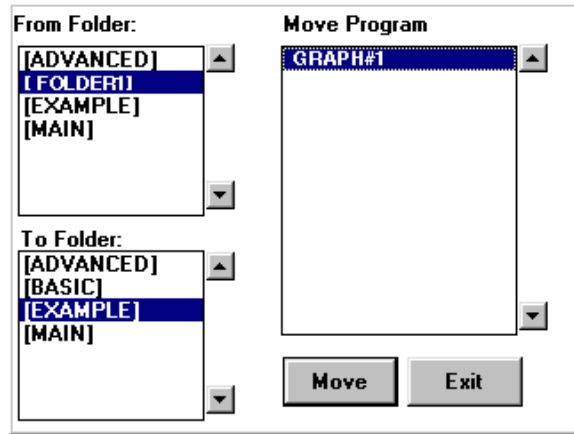 From Folder:
[ADVANCED]
[ FOLDER1]
[EXAMPLE]
[MAIN]
To Folder:
[ADVANCED]
[BASIC]
[EXAMPLE]
[MAIN]
Move Program
GRAPH#1
Move
Exit